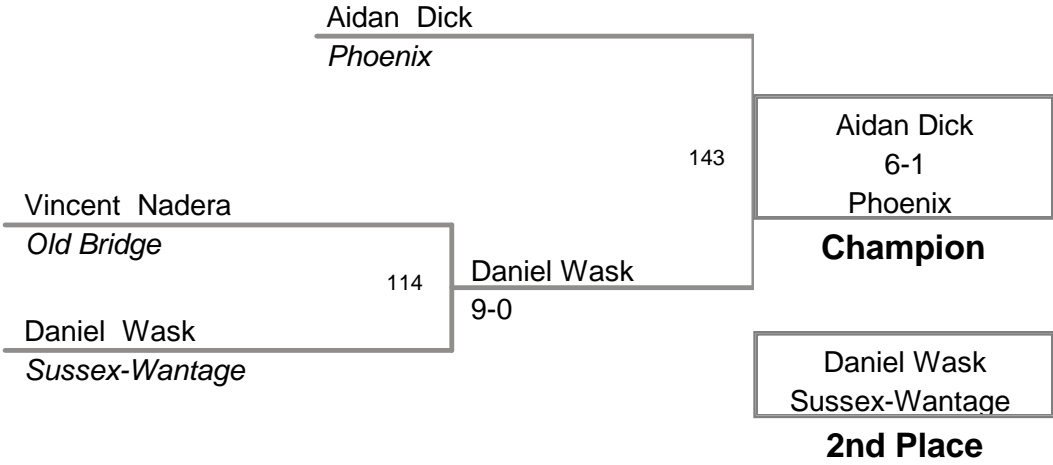 Aidan Dick
Phoenix
Aidan Dick
6-1
Phoenix
Champion
143
Vincent Nadera
Old Bridge
114
Daniel Wask
9-0
Daniel Wask
Sussex-Wantage
Daniel Wask
Sussex-Wantage
2nd Place